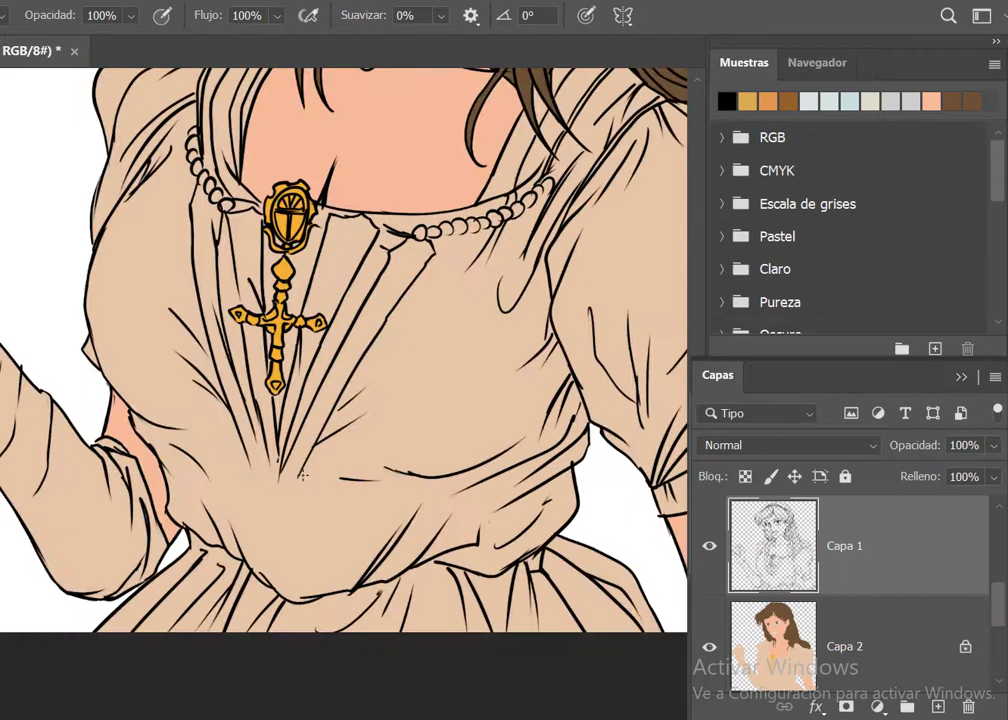 Opacidad: 100% Flujo: 100% Suavizar: 0% 0°
RGB/8#) *
Muestras Navegador
RGB
CMYK
Escala de grises
Pastel
Claro
Pureza
Oscuro
Capas
Tipo
Normal Opacidad: 100%
Bloq.: Relleno: 100%
Capa 1
Capa 2
Activar Windows
Ve a Configuración para activar Windows.
fx